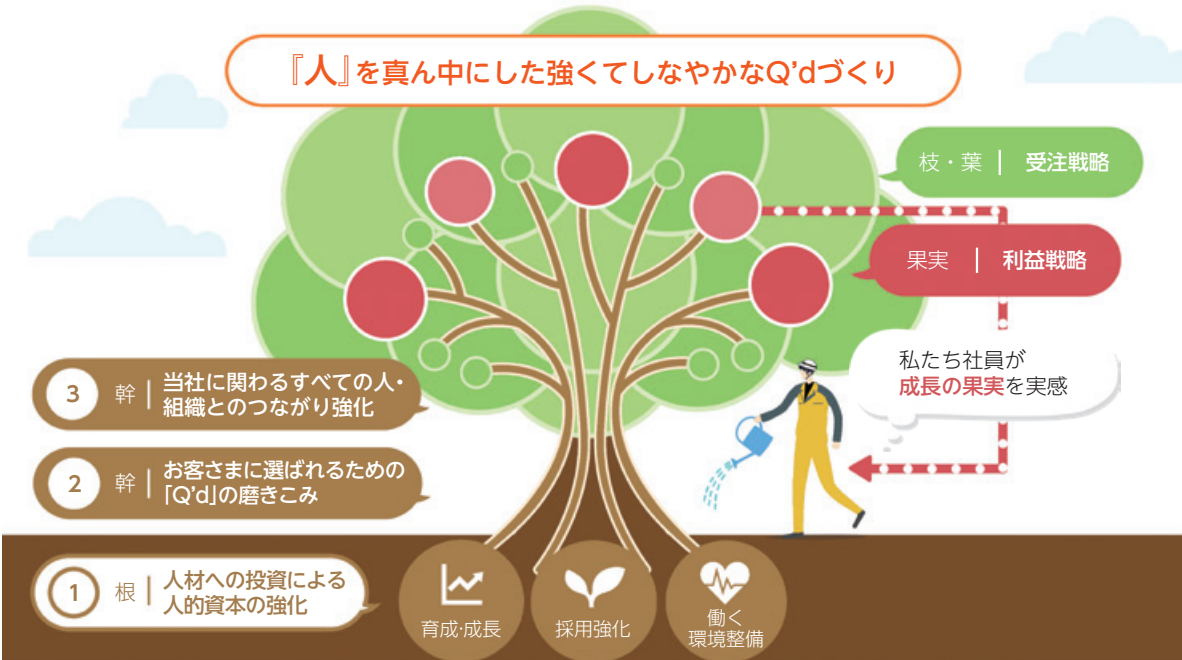 『人』を真ん中にした強くてしなやかなQ’dづくり
枝・葉 | 受注戦略
果実 | 利益戦略
私たち社員が
成長の果実を実感
3 幹 | 当社に関わるすべての人・
組織とのつながり強化
2 幹 | お客さまに選ばれるための
「Q’d」の磨きこみ
1 根 | 人材への投資による
人的資本の強化
育成・成長
採用強化
働く
環境整備